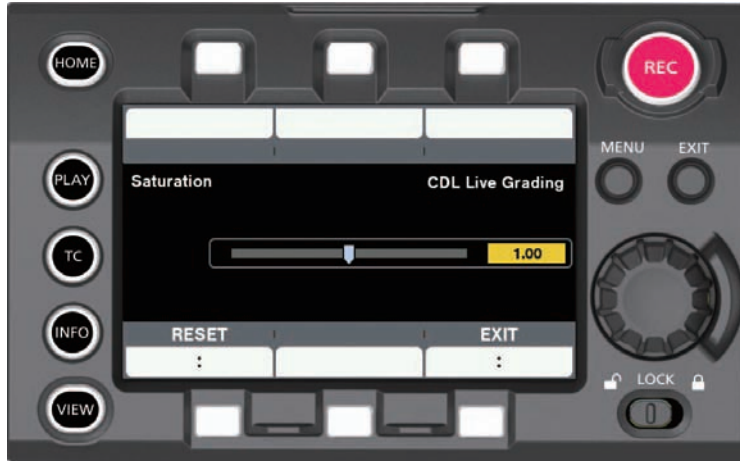 HOME
REC
MENU EXIT
PLAY
Saturation CDL Live Grading
TC
1.00
INFO
RESET EXIT
: :
LOCK
VIEW